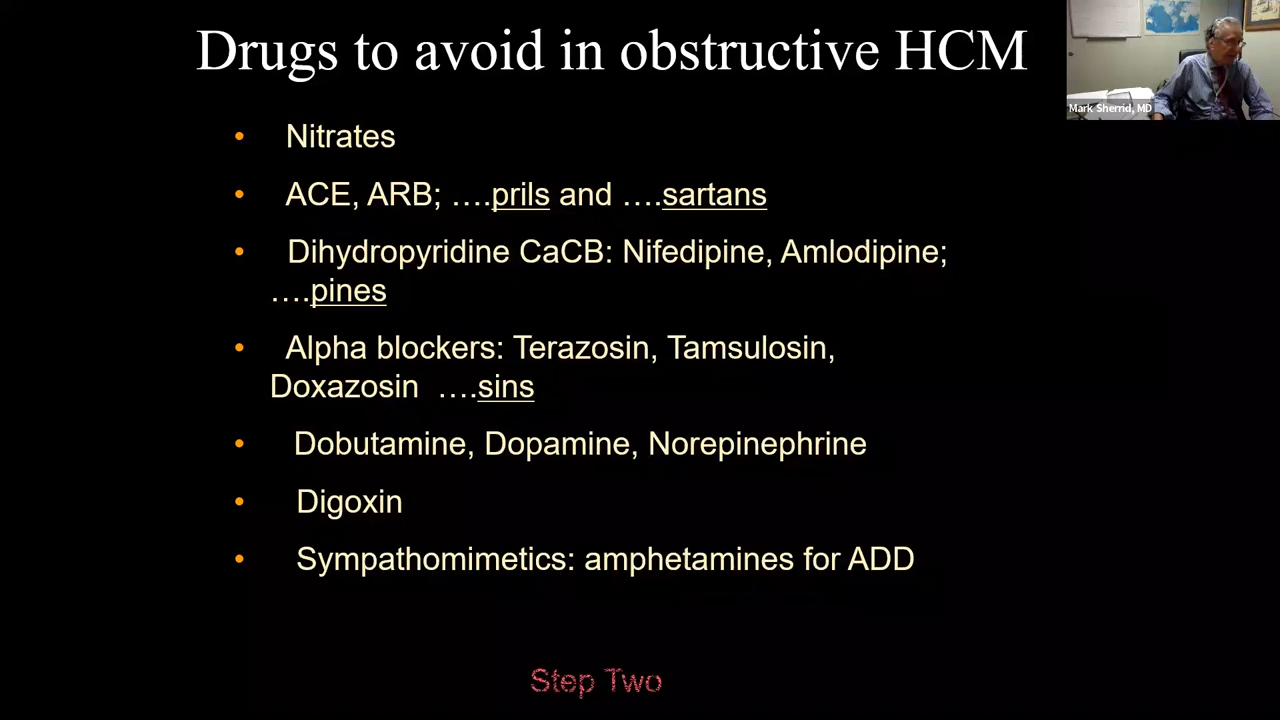 Drugs to avoid in obstructive HCM
Mark Sherrid, MD
• Nitrates
• ACE, ARB; ….prils and ….sartans
• Dihydropyridine CaCB: Nifedipine, Amlodipine;
….pines
• Alpha blockers: Terazosin, Tamsulosin,
Doxazosin ….sins
• Dobutamine, Dopamine, Norepinephrine
• Digoxin
• Sympathomimetics: amphetamines for ADD
Step Two